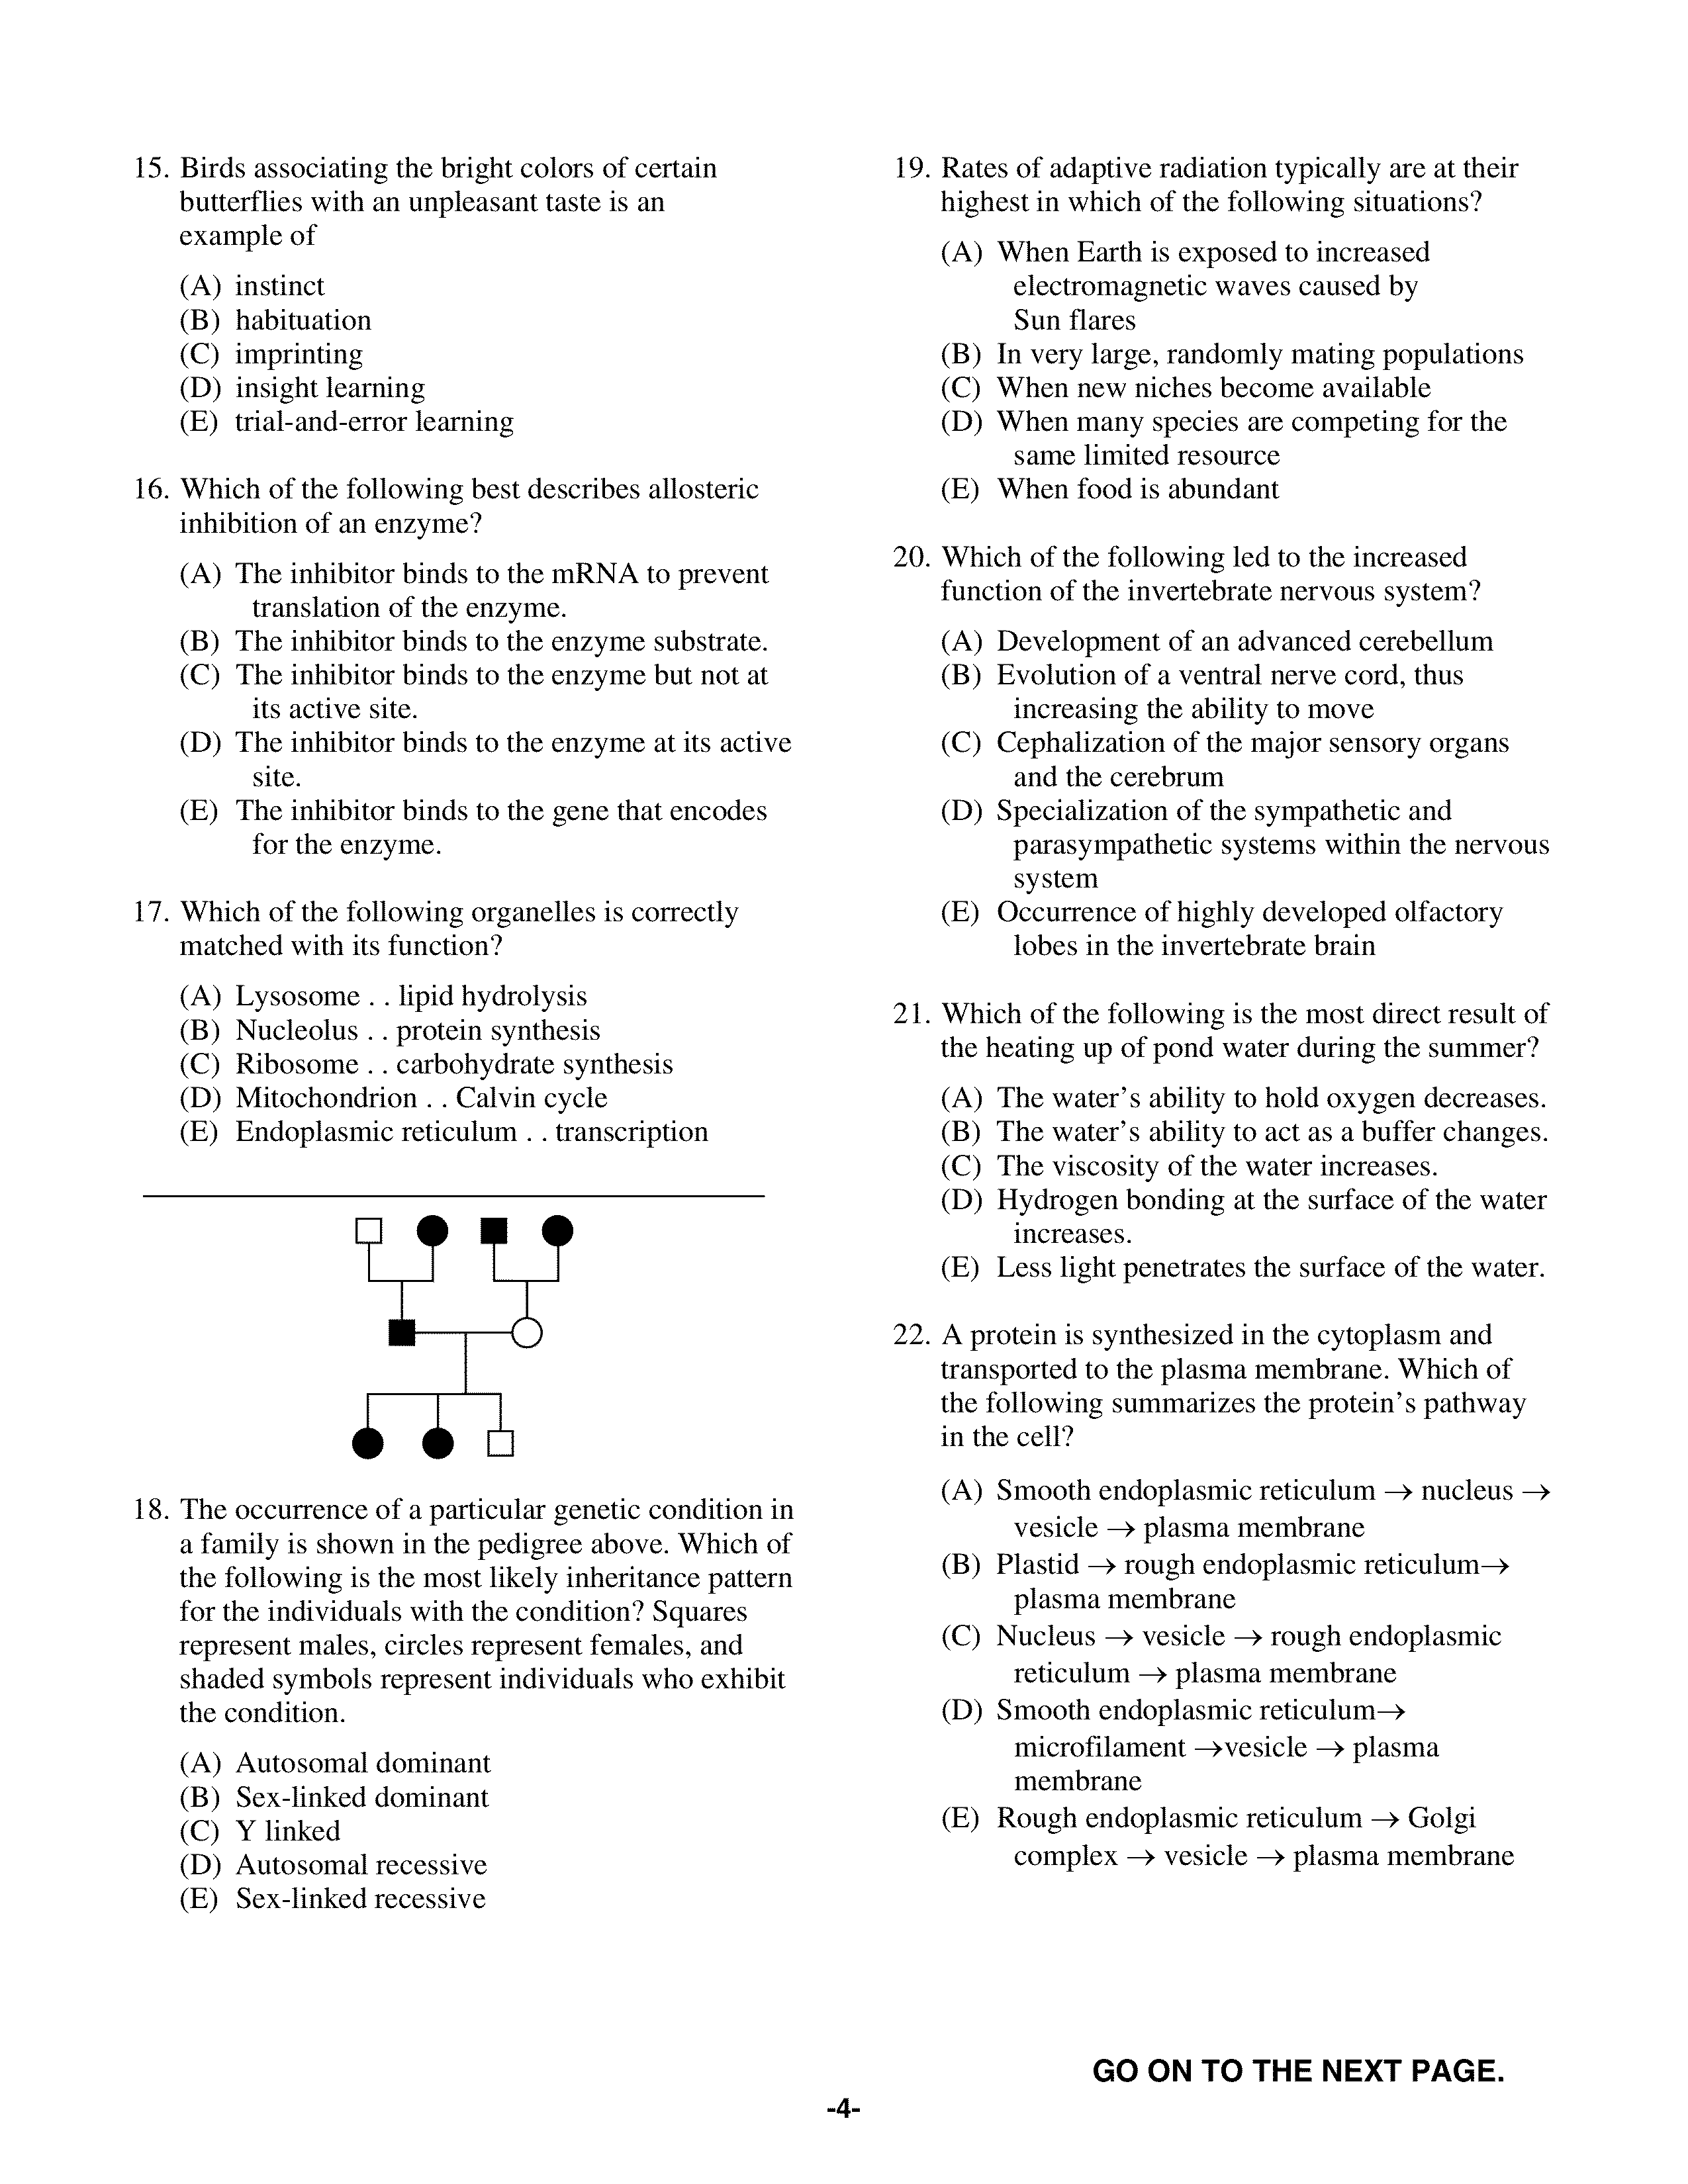 15. Birds associating the bright colors of certain
butterflies with an unpleasant taste is an
example of
(A) instinct
(B) habituation
(C) imprinting
(D) insight learning
(E) trial-and-error learning
16. Which of the following best describes allosteric
inhibition of an enzyme?
(A) The inhibitor binds to the mRNA to prevent
translation of the enzyme.
(B) The inhibitor binds to the enzyme substrate.
(C) The inhibitor binds to the enzyme but not at
its active site.
(D) The inhibitor binds to the enzyme at its active
site.
(E) The inhibitor binds to the gene that encodes
for the enzyme.
17. Which of the following organelles is correctly
matched with its function?
(A) Lysosome . . lipid hydrolysis
(B) Nucleolus . . protein synthesis
(C) Ribosome . . carbohydrate synthesis
(D) Mitochondrion . . Calvin cycle
(E) Endoplasmic reticulum . . transcription
18. The occurrence of a particular genetic condition in
a family is shown in the pedigree above. Which of
the following is the most likely inheritance pattern
for the individuals with the condition? Squares
represent males, circles represent females, and
shaded symbols represent individuals who exhibit
the condition.
(A) Autosomal dominant
(B) Sex-linked dominant
(C) Y linked
(D) Autosomal recessive
(E) Sex-linked recessive
19. Rates of adaptive radiation typically are at their
highest in which of the following situations?
(A) When Earth is exposed to increased
electromagnetic waves caused by
Sun flares
(B) In very large, randomly mating populations
(C) When new niches become available
(D) When many species are competing for the
same limited resource
(E) When food is abundant
20. Which of the following led to the increased
function of the invertebrate nervous system?
(A) Development of an advanced cerebellum
(B) Evolution of a ventral nerve cord, thus
increasing the ability to move
(C) Cephalization of the major sensory organs
and the cerebrum
(D) Specialization of the sympathetic and
parasympathetic systems within the nervous
system
(E) Occurrence of highly developed olfactory
lobes in the invertebrate brain
21. Which of the following is the most direct result of
the heating up of pond water during the summer?
(A) The water’s ability to hold oxygen decreases.
(B) The water’s ability to act as a buffer changes.
(C) The viscosity of the water increases.
(D) Hydrogen bonding at the surface of the water
increases.
(E) Less light penetrates the surface of the water.
22. A protein is synthesized in the cytoplasm and
transported to the plasma membrane. Which of
the following summarizes the protein’s pathway
in the cell?
(A) Smooth endoplasmic reticulum → nucleus →
vesicle → plasma membrane
(B) Plastid → rough endoplasmic reticulum→
plasma membrane
(C) Nucleus → vesicle → rough endoplasmic
reticulum → plasma membrane
(D) Smooth endoplasmic reticulum→
microfilament →vesicle → plasma
membrane
(E) Rough endoplasmic reticulum → Golgi
complex → vesicle → plasma membrane
GO ON TO THE NEXT PAGE.
-4-